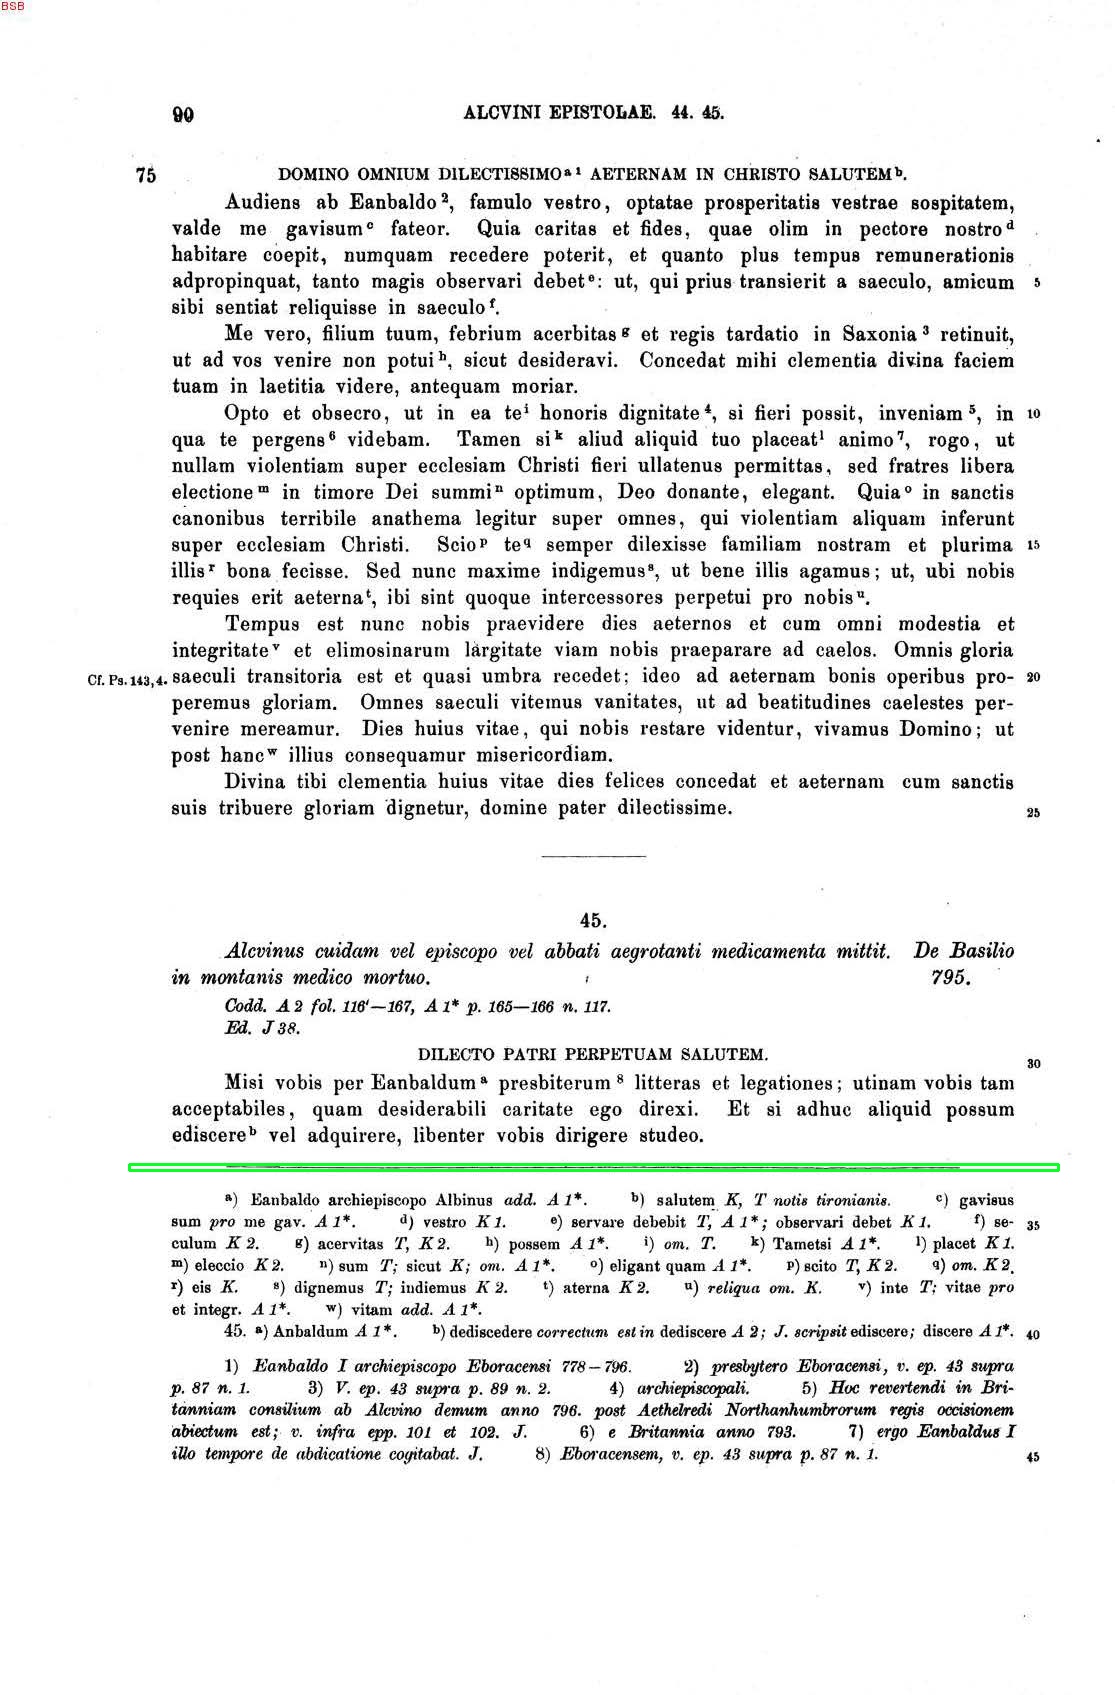 BSB
90 ALCVINI EPISTOLAE. 44. 45.
75 DOMINO OMNIUM DILECTISSIMO a 1 AETERNAM IN CHRISTO SALUTEM b.
Audiens ab Eanbaldo 2, famulo vestro, optatae prosperitatis vestrae sospitatem,
valde me gavisum c fateor. Quia caritas et fides, quae olim in pectore nostro d
habitare coepit, numquam recedere poterit, et quanto plus tempus remunerationis
adpropinquat, tanto magis observari debet e: ut, qui prius transierit a saeculo, amicum 5
sibi sentiat reliquisse in saeculo f.
Me vero, filium tuum, febrium acerbitas g et regis tardatio in Saxonia 3 retinuit,
ut ad vos venire non potui h, sicut desideravi. Concedat mihi clementia divina faciem
tuam in laetitia videre, antequam moriar.
Opto et obsecro, ut in ea te i honoris dignitate 4, si fieri possit, inveniam 5, in 10
qua te pergens 6 videbam. Tamen si k aliud aliquid tuo placeat l animo 7, rogo, ut
nullam violentiam super ecclesiam Christi fieri ullatenus permittas, sed fratres libera
electione m in timore Dei summi n optimum, Deo donante, elegant. Quia o in sanctis
canonibus terribile anathema legitur super omnes, qui violentiam aliquam inferunt
super ecclesiam Christi. Scio p te q semper dilexisse familiam nostram et plurima 15
illis r bona fecisse. Sed nunc maxime indigemus s, ut bene illis agamus; ut, ubi nobis
requies erit aeterna t, ibi sint quoque intercessores perpetui pro nobis u.
Tempus est nunc nobis praevidere dies aeternos et cum omni modestia et
integritate v et elimosinarum largitate viam nobis praeparare ad caelos. Omnis gloria
Cf. Ps. 143,4. saeculi transitoria est et quasi umbra recedet; ideo ad aeternam bonis operibus pro- 20
peremus gloriam. Omnes saeculi vitemus vanitates, ut ad beatitudines caelestes per-
venire mereamur. Dies huius vitae, qui nobis restare videntur, vivamus Domino; ut
post hanc w illius consequamur misericordiam.
Divina tibi clementia huius vitae dies felices concedat et aeternam cum sanctis
suis tribuere gloriam dignetur, domine pater dilectissime. 25
45.
Alcvinus cuidam vel episcopo vel abbati aegrotanti medicamenta mittit. De Basilio
in montanis medico mortuo. 795.
Codd. A 2 fol. 116'—167, A 1* p. 165—166 n. 117.
Ed. J 38.
DILECTO PATRI PERPETUAM SALUTEM. 30
Misi vobis per Eanbaldum a presbiterum 8 litteras et legationes; utinam vobis tam
acceptabiles, quam desiderabili caritate ego direxi. Et si adhuc aliquid possum
ediscere b vel adquirere, libenter vobis dirigere studeo.
a) Eanbaldo archiepiscopo Albinus add. A 1*. b) salutem K, T notis tironianis. c) gavisus
sum pro me gav. A 1*. d) vestro K 1. e) servare debebit T, A 1*; observari debet K 1. f) se- 35
culum K 2. g) acervitas T, K 2. h) possem A 1*. i) om. T. k) Tametsi A 1*. l) placet K 1.
m) eleccio K 2. n) sum T; sicut K; om. A 1*. o) eligant quam A 1*. p) scito T, K 2. q) om. K 2.
r) eis K. s) dignemus T; indiemus K 2. t) aterna K 2. u) reliqua om. K. v) inte T; vitae pro
et integr. A 1*. w) vitam add. A 1*.
45. a) Anbaldum A 1*. b) dediscedere correctum est in dediscere A 2; J. scripsit ediscere; discere A 1*. 40
1) Eanbaldo I archiepiscopo Eboracensi 778—796. 2) presbytero Eboracensi, v. ep. 43 supra
p. 87 n. 1. 3) V. ep. 43 supra p. 89 n. 2. 4) archiepiscopali. 5) Hoc revertendi in Bri-
tanniam consilium ab Alcvino demum anno 796. post Aethelredi Northanhumbrorum regis occisionem
abiectum est; v. infra epp. 101 et 102. J. 6) e Britannia anno 793. 7) ergo Eanbaldus I
illo tempore de abdicatione cogitabat. J. 8) Eboracensem, v. ep. 43 supra p. 87 n. 1. 45